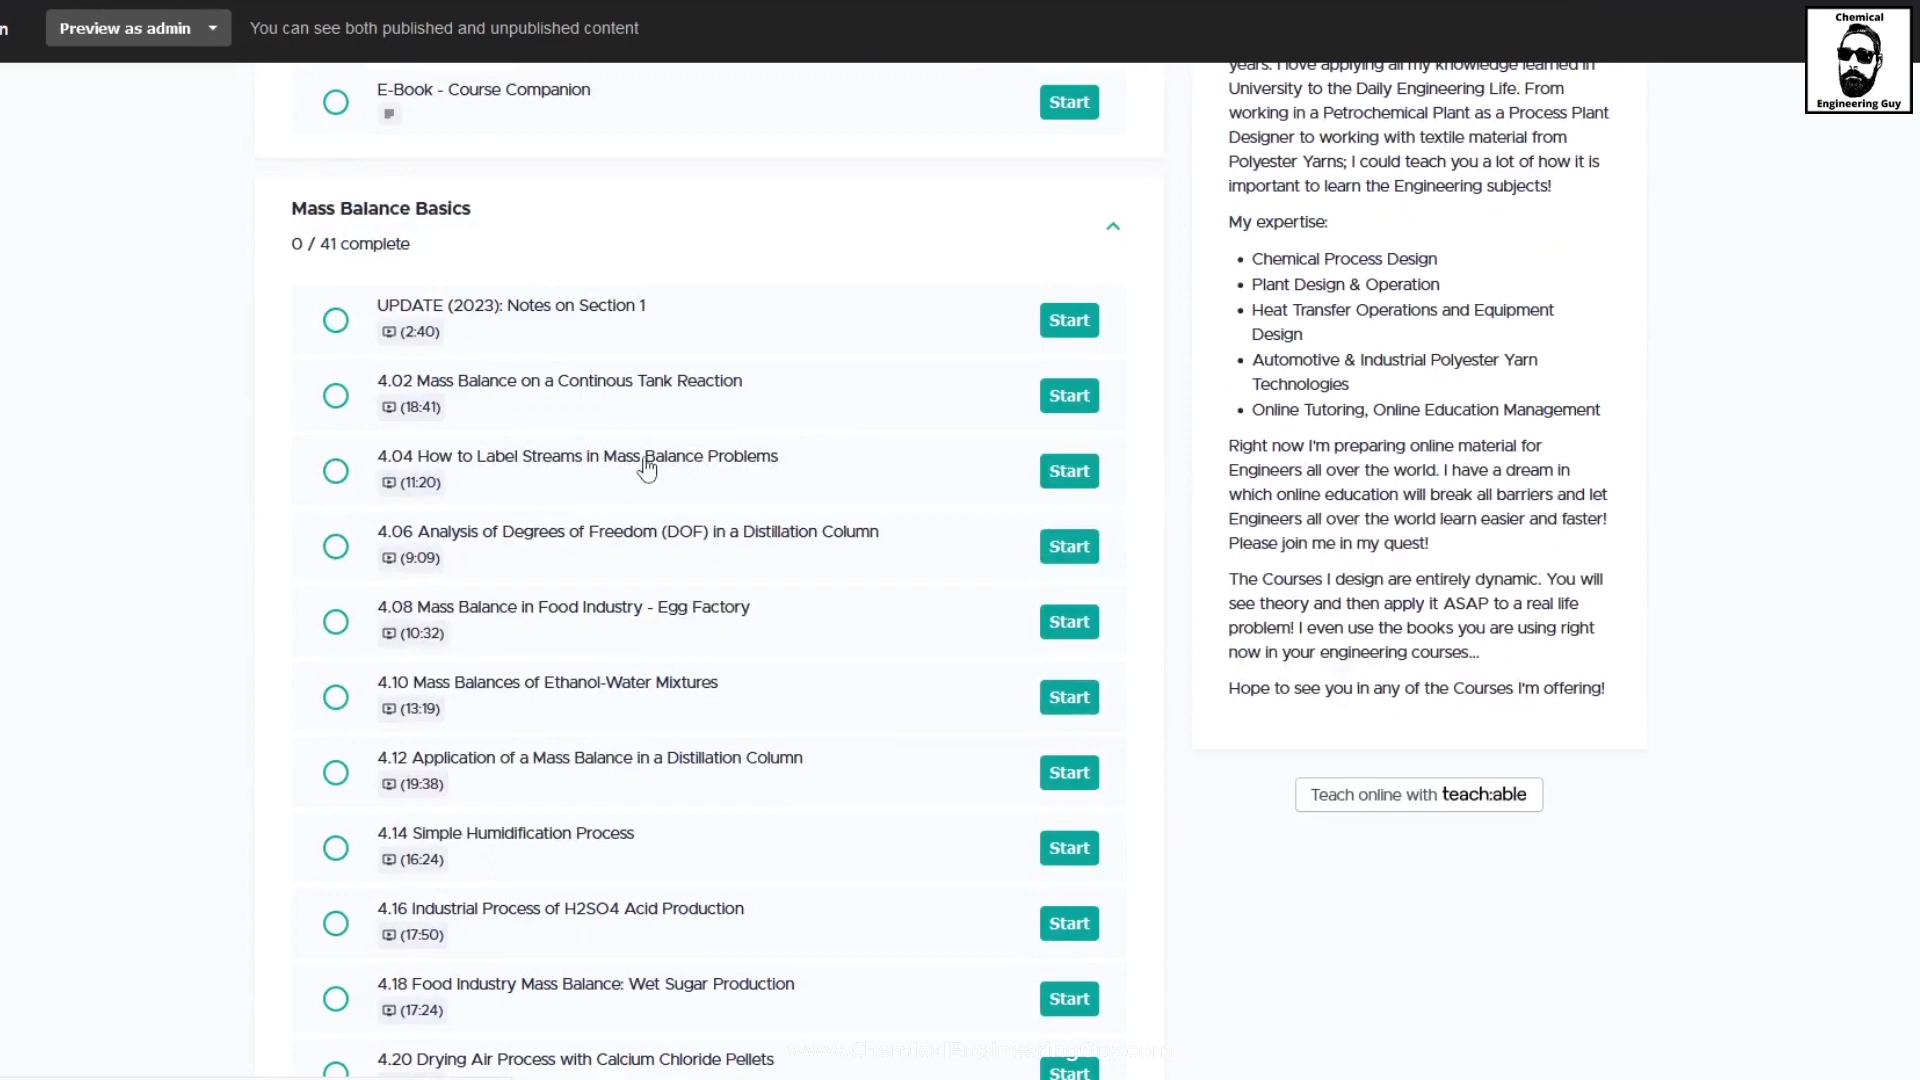 n
Preview as admin
You can see both published and unpublished content
Chemical
Engineering Guy
E-Book - Course Companion
Start
Mass Balance Basics
0 / 41 complete
UPDATE (2023): Notes on Section 1
(2:40)
Start
4.02 Mass Balance on a Continous Tank Reaction
(18:41)
Start
4.04 How to Label Streams in Mass Balance Problems
(11:20)
Start
4.06 Analysis of Degrees of Freedom (DOF) in a Distillation Column
(9:09)
Start
4.08 Mass Balance in Food Industry - Egg Factory
(10:32)
Start
4.10 Mass Balances of Ethanol-Water Mixtures
(13:19)
Start
4.12 Application of a Mass Balance in a Distillation Column
(19:38)
Start
4.14 Simple Humidification Process
(16:24)
Start
4.16 Industrial Process of H2SO4 Acid Production
(17:50)
Start
4.18 Food Industry Mass Balance: Wet Sugar Production
(17:24)
Start
4.20 Drying Air Process with Calcium Chloride Pellets
Start
www.ChemicalEngineeringGuy.com
years. I love applying all my knowledge learned in
University to the Daily Engineering Life. From
working in a Petrochemical Plant as a Process Plant
Designer to working with textile material from
Polyester Yarns; I could teach you a lot of how it is
important to learn the Engineering subjects!
My expertise:
Chemical Process Design
Plant Design & Operation
Heat Transfer Operations and Equipment
Design
Automotive & Industrial Polyester Yarn
Technologies
Online Tutoring, Online Education Management
Right now I'm preparing online material for
Engineers all over the world. I have a dream in
which online education will break all barriers and let
Engineers all over the world learn easier and faster!
Please join me in my quest!
The Courses I design are entirely dynamic. You will
see theory and then apply it ASAP to a real life
problem! I even use the books you are using right
now in your engineering courses...
Hope to see you in any of the Courses I'm offering!
Teach online with teach:able